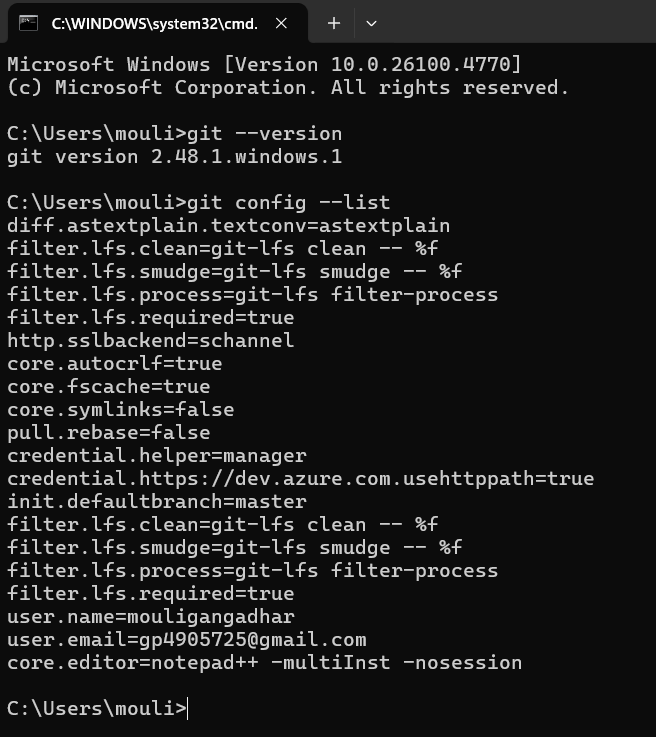 C:\WINDOWS\system32\cmd.
Microsoft Windows [Version 10.0.26100.4770]
(c) Microsoft Corporation. All rights reserved.
C:\Users\mouli>git --version
git version 2.48.1.windows.1
C:\Users\mouli>git config --list
diff.astextplain.textconv=astextplain
filter.lfs.clean=git-lfs clean -- %f
filter.lfs.smudge=git-lfs smudge -- %f
filter.lfs.process=git-lfs filter-process
filter.lfs.required=true
http.sslbackend=schannel
core.autocrlf=true
core.fscache=true
core.symlinks=false
pull.rebase=false
credential.helper=manager
credential.https://dev.azure.com.usehttppath=true
init.defaultbranch=master
filter.lfs.clean=git-lfs clean -- %f
filter.lfs.smudge=git-lfs smudge -- %f
filter.lfs.process=git-lfs filter-process
filter.lfs.required=true
user.name=mouligangadhar
user.email=gp4905725@gmail.com
core.editor=notepad++ -multiInst -nosession
C:\Users\mouli>